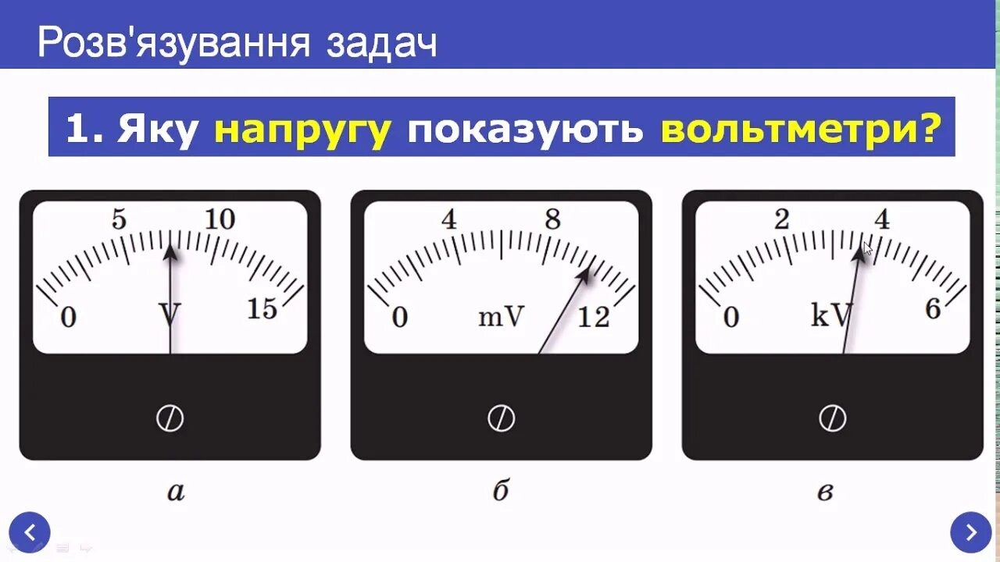 Розв'язування задач
1. Яку напругу показують вольтметри?
5 10
0 V 15
4 8
0 mV 12
2 4
0 kV 6
а б в